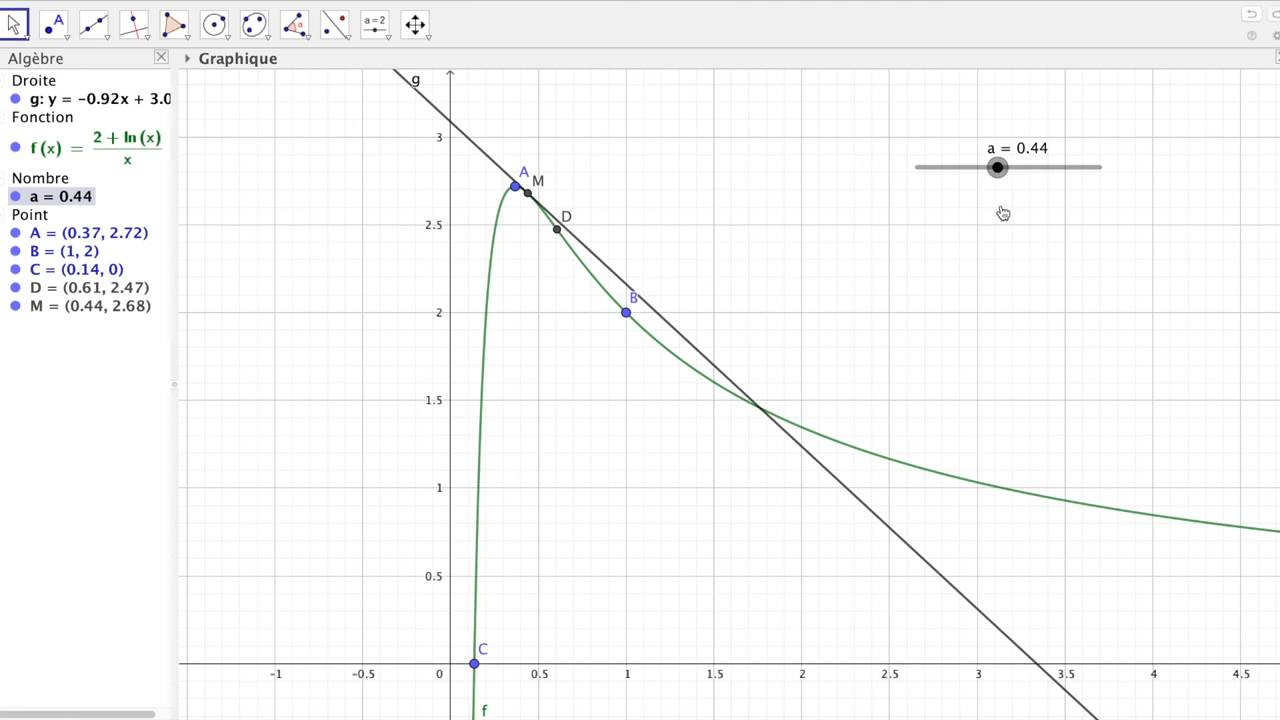 A
α
a=2
Algèbre
Graphique
Droite
g: y = −0.92x + 3.0
Fonction
f(x) = 2 + ln(x)
x
Nombre
a = 0.44
Point
A = (0.37, 2.72)
B = (1, 2)
C = (0.14, 0)
D = (0.61, 2.47)
M = (0.44, 2.68)
g
3
a = 0.44
A
M
D
2.5
B
2
1.5
1
0.5
C
−1
−0.5
0
0.5
1
1.5
2
2.5
3
3.5
4
4.5
f